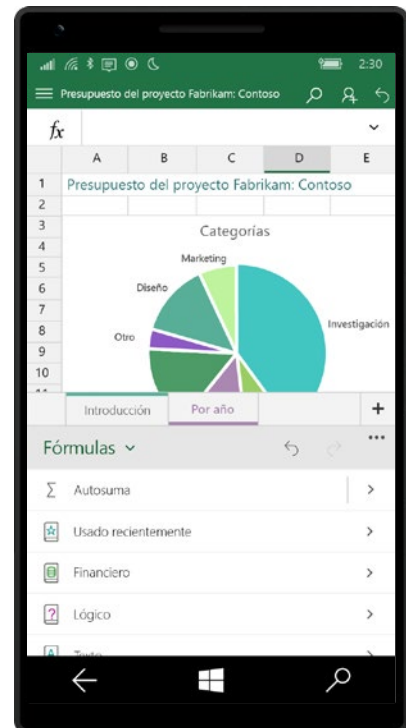 2:30
Presupuesto del proyecto Fabrikam: Contoso
fx
A B C D E
1 Presupuesto del proyecto Fabrikam: Contoso
2
3 Categorías
4 Marketing
5
6 Diseño
7
8 Investigación
9 Otro
10
Introducción Por año +
Fórmulas
Σ Autosuma
Usado recientemente
Financiero
? Lógico
A Texto